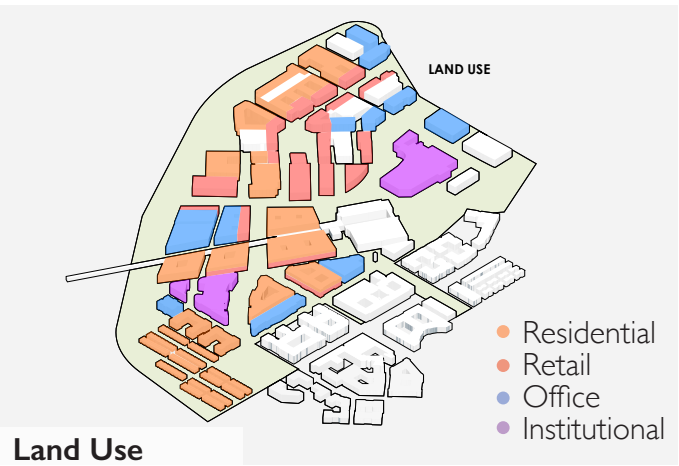 LAND USE
Residential
Retail
Office
Institutional
Land Use